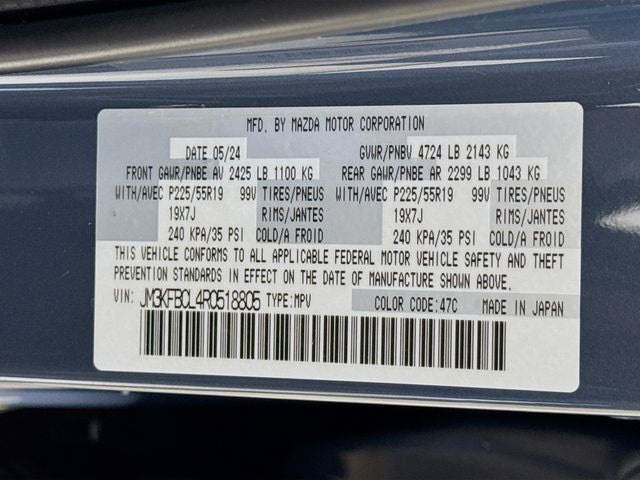 MFD. BY MAZDA MOTOR CORPORATION
DATE 05/24 GVWR/PNBV 4724 LB 2143 KG
FRONT GAWR/PNBE AV 2425 LB 1100 KG REAR GAWR/PNBE AR 2299 LB 1043 KG
WITH/AVEC P225/55R19 99V TIRES/PNEUS WITH/AVEC P225/55R19 99V TIRES/PNEUS
19X7J RIMS/JANTES 19X7J RIMS/JANTES
240 KPA/35 PSI COLD/A FROID 240 KPA/35 PSI COLD/A FROID
THIS VEHICLE CONFORMS TO ALL APPLICABLE FEDERAL MOTOR VEHICLE SAFETY AND THEFT
PREVENTION STANDARDS IN EFFECT ON THE DATE OF MANUFACTURE SHOWN ABOVE.
VIN: JM3KFBCL4R0518805 TYPE:MPV COLOR CODE:47C MADE IN JAPAN